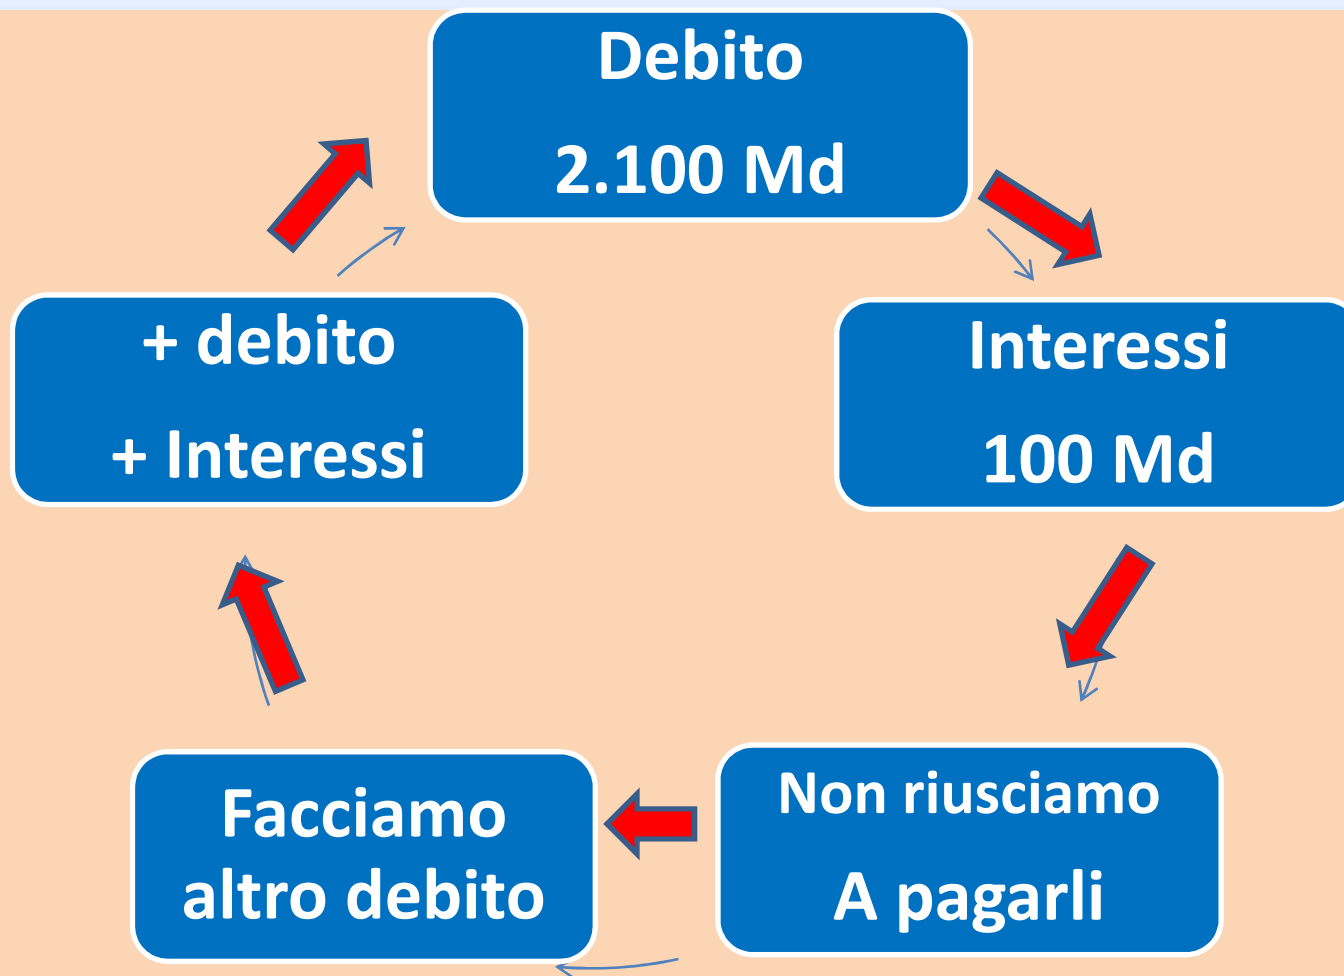 Debito
2.100 Md
Interessi
100 Md
Non riusciamo
A pagarli
Facciamo
altro debito
+ debito
+ Interessi